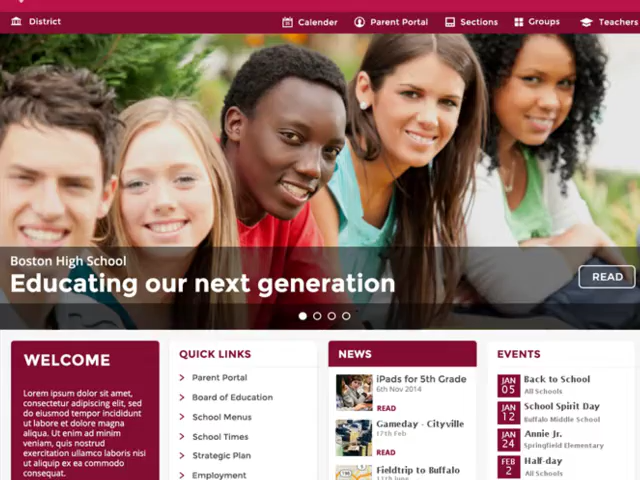 District
Calender
Parent Portal
Sections
Groups
Teachers
Boston High School
Educating our next generation
READ
WELCOME
Lorem ipsum dolor sit amet,
consectetur adipiscing elit, sed
do eiusmod tempor incididunt
ut labore et dolore magna
aliqua. Ut enim ad minim
veniam, quis nostrud
exercitation ullamco laboris nisi
ut aliquip ex ea commodo
consequat.
QUICK LINKS
Parent Portal
Board of Education
School Menus
School Times
Strategic Plan
Employment
NEWS
iPads for 5th Grade
6th Nov 2014
READ
Gameday - Cityville
17th Feb
READ
Fieldtrip to Buffalo
11th June
EVENTS
JAN
05
Back to School
All Schools
JAN
12
School Spirit Day
Buffalo Middle School
JAN
24
Annie Jr.
Springfield Elementary
FEB
2
Half-day
All Schools